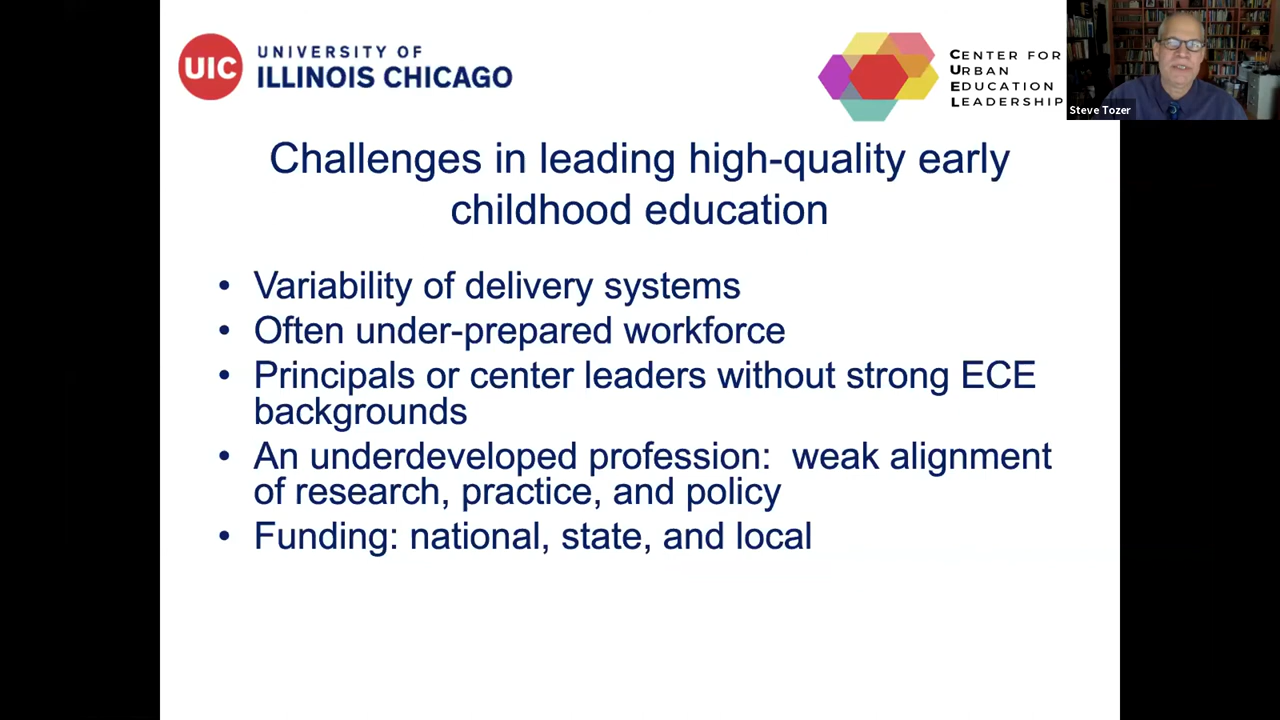 UIC
UNIVERSITY OF
ILLINOIS CHICAGO
CENTER FOR
URBAN
EDUCATION
LEADERSHIP
Steve Tozer
Challenges in leading high-quality early
childhood education
• Variability of delivery systems
• Often under-prepared workforce
• Principals or center leaders without strong ECE
backgrounds
• An underdeveloped profession:  weak alignment
of research, practice, and policy
• Funding: national, state, and local